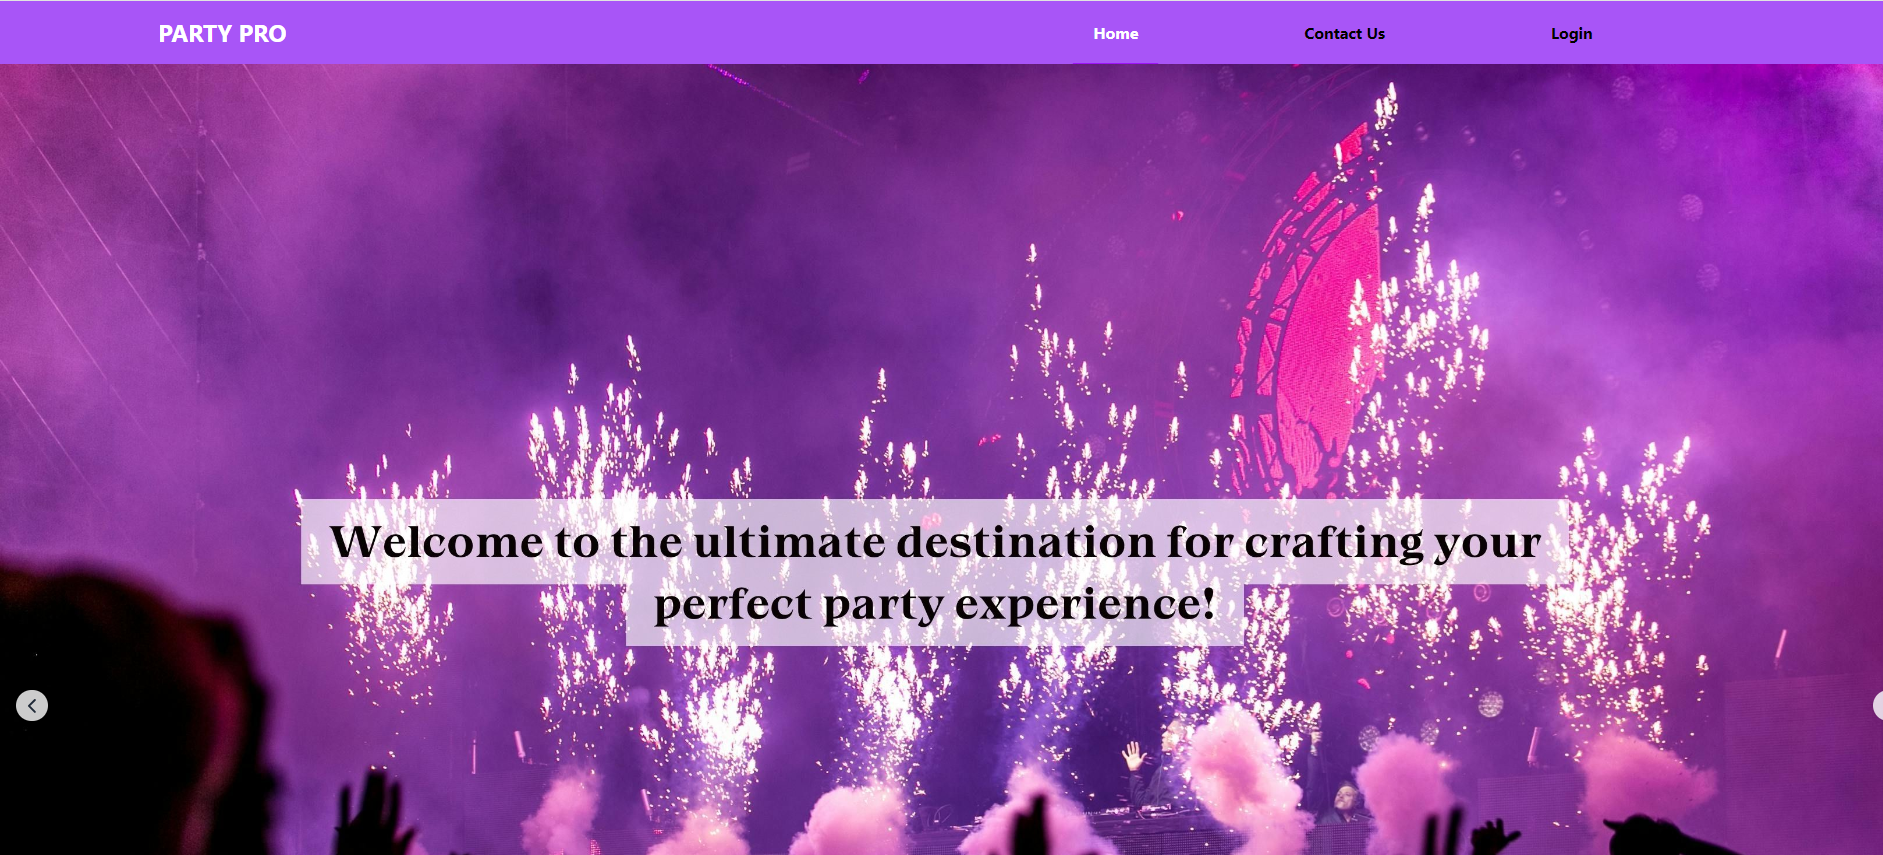 PARTY PRO
Home
Contact Us
Login
Welcome to the ultimate destination for crafting your
perfect party experience!